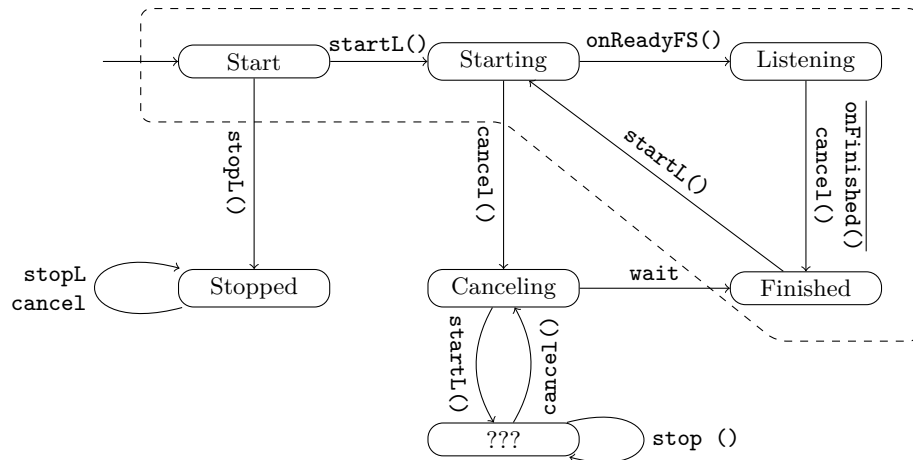 Start
startL()
Starting
onReadyFS()
Listening
stopL()
cancel()
startL()
cancel()
onFinished()
stopL
cancel
Stopped
Canceling
wait
Finished
startL()
cancel()
???
stop ()